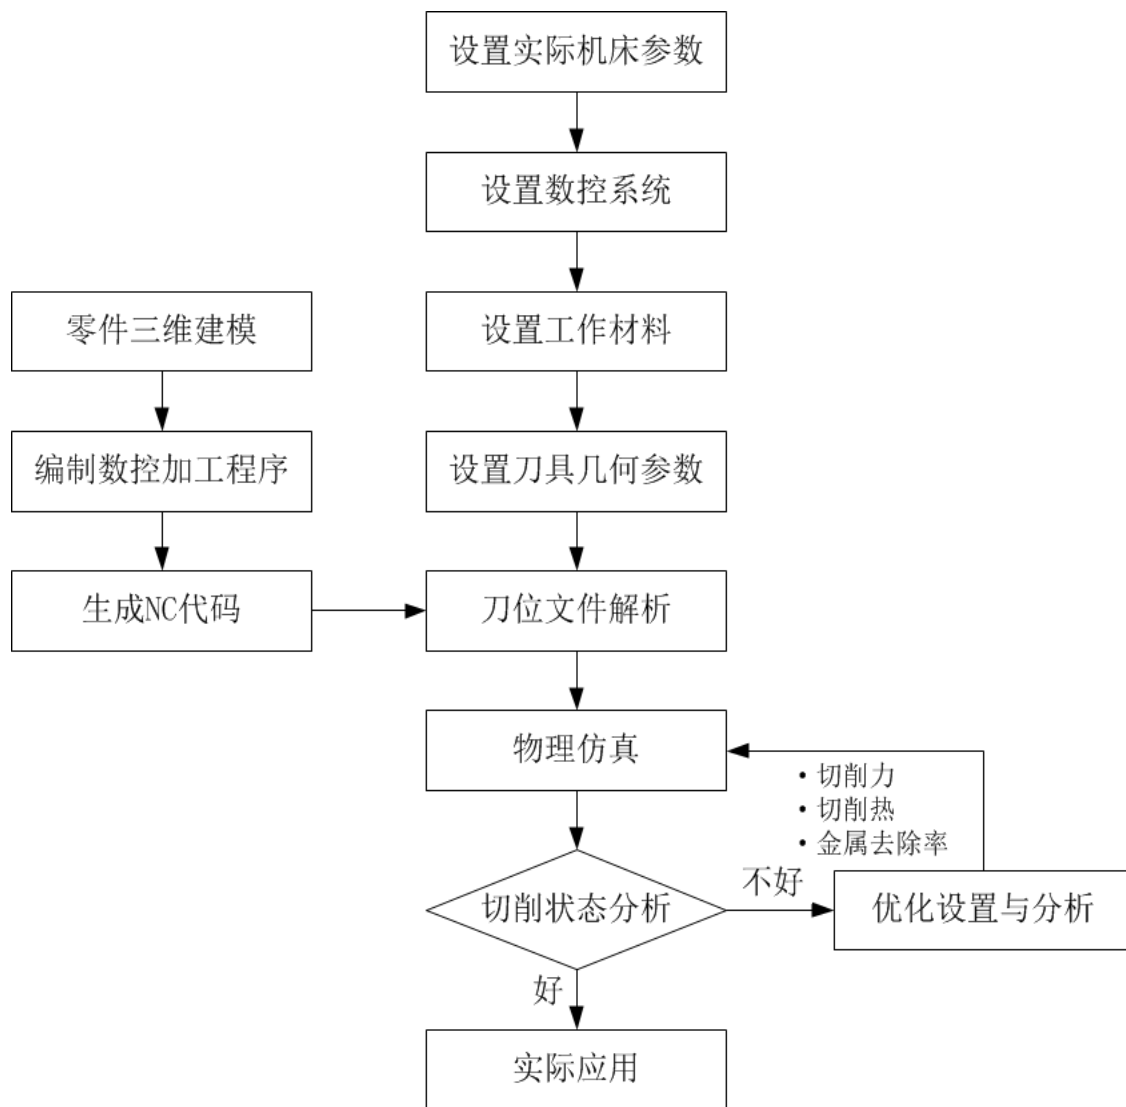 设置实际机床参数
设置数控系统
零件三维建模
设置工作材料
编制数控加工程序
设置刀具几何参数
生成NC代码
刀位文件解析
物理仿真
·切削力
·切削热
·金属去除率
切削状态分析
不好
优化设置与分析
好
实际应用